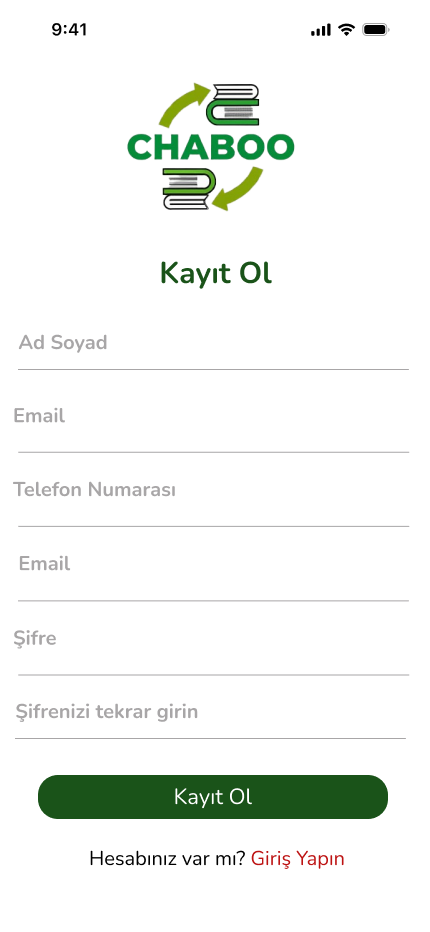 9:41
CHABOO
Kayıt Ol
Ad Soyad
Email
Telefon Numarası
Email
Şifre
Şifrenizi tekrar girin
Kayıt Ol
Hesabınız var mı? Giriş Yapın